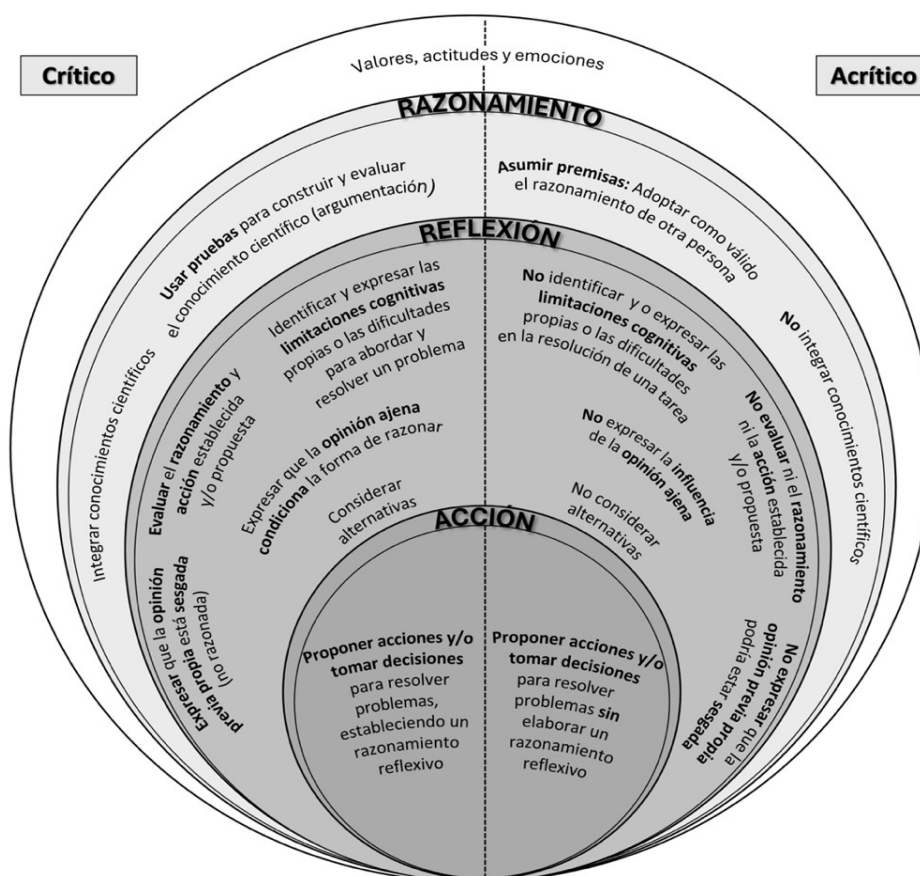 Crítico
Acrítico
Valores, actitudes y emociones
RAZONAMIENTO
Usar pruebas para construir y evaluar
el conocimiento científico (argumentación)
Integrar conocimientos científicos
Asumir premisas: Adoptar como válido
el razonamiento de otra persona
No integrar conocimientos científicos
REFLEXIÓN
Identificar y expresar las
limitaciones cognitivas
propias o las dificultades
para abordar y
resolver un problema
Evaluar el razonamiento y
acción establecida
y/o propuesta
Expresar que la opinión ajena
condiciona la forma de razonar
Considerar
alternativas
Expresar que la opinión
previa propia está sesgada
(no razonada)
No identificar y o expresar las
limitaciones cognitivas
propias o las dificultades
en la resolución de una tarea
No evaluar ni el razonamiento
ni la acción establecida
y/o propuesta
No expresar la influencia
de la opinión ajena
No considerar
alternativas
No expresar que la
opinión previa propia
podría estar sesgada
ACCIÓN
Proponer acciones y/o
tomar decisiones
para resolver
problemas,
estableciendo un
razonamiento
reflexivo
Proponer acciones y/o
tomar decisiones
para resolver
problemas sin
elaborar un
razonamiento
reflexivo